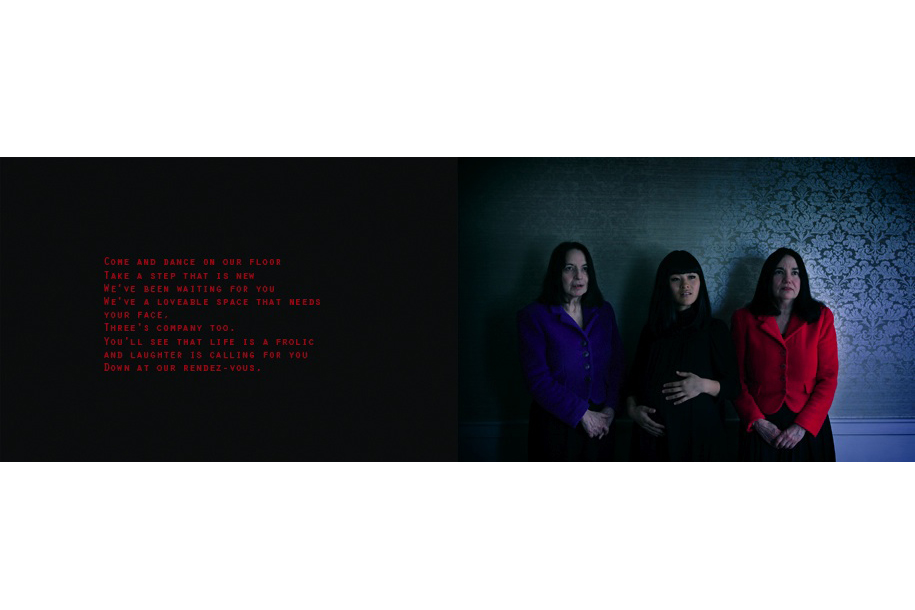 Come and dance on our floor
Take a step that is new
We've been waiting for you
We've a loveable space that needs
your face.
Three's company too.
You'll see that life is a frolic
and laughter is calling for you
Down at our rendez-vous.